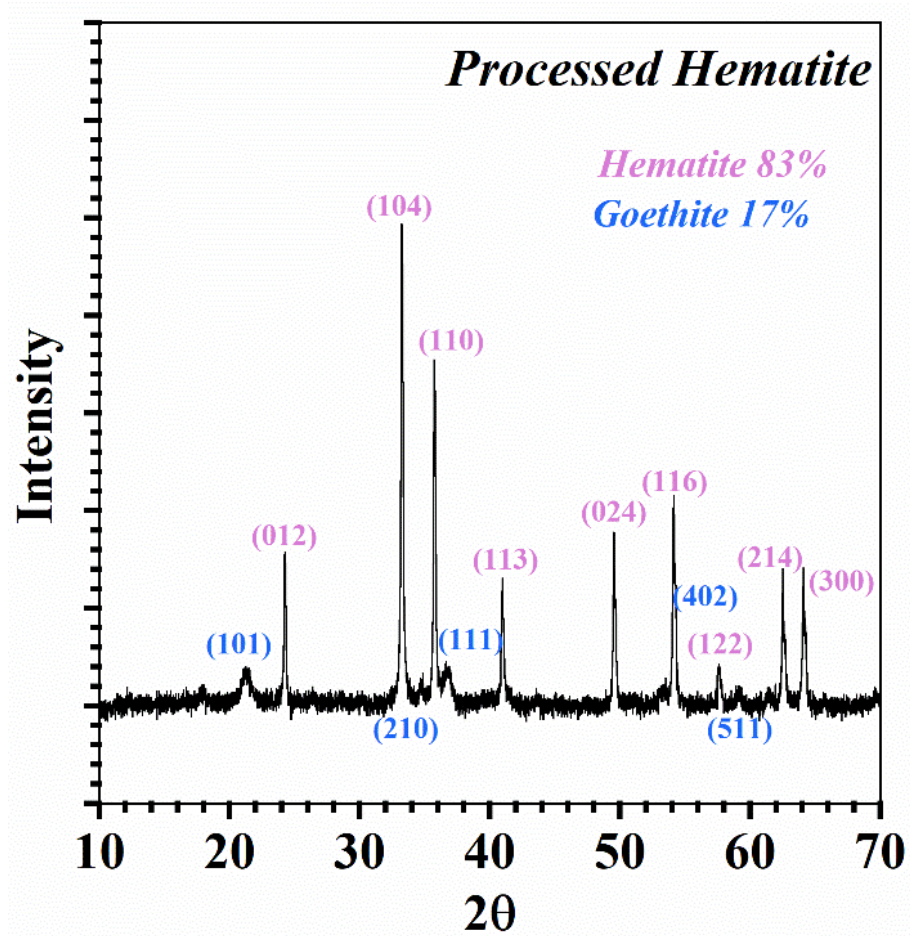 Processed Hematite
Hematite 83%
Goethite 17%
(104)
(110)
(012)
(113)
(024)
(116)
(214)
(300)
(402)
(101)
(111)
(122)
(210)
(511)
Intensity
10 20 30 40 50 60 70
2θ